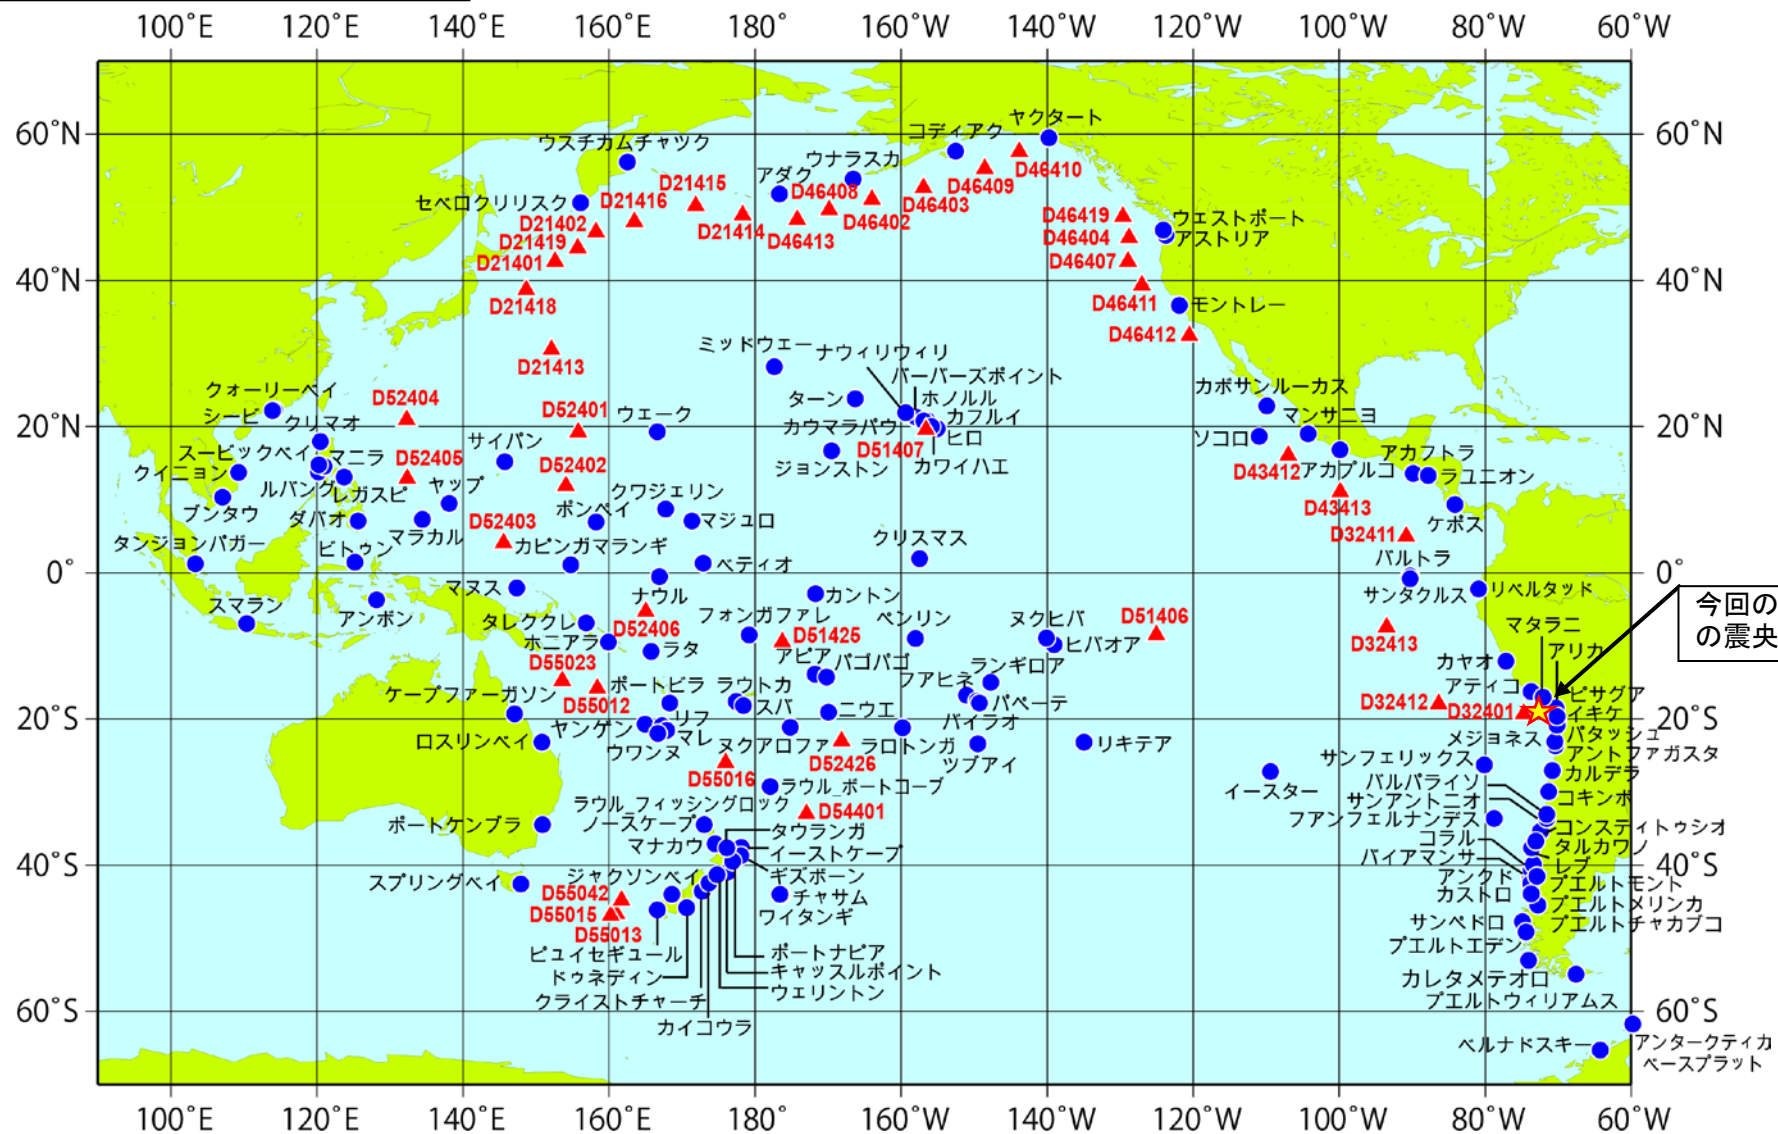 100°E 120°E 140°E 160°E 180° 160°W 140°W 120°W 100°W 80°W 60°W
60°N 60°N
40°N 40°N
20°N 20°N
0° 0°
20°S 20°S
40°S 40°S
60°S 60°S
ヤクタート
コディアク
ウスチカムチャツク
ウナラスカ
アダク
D46410
D46409
D21415
D46408
D46403
セベロクリリスク
D21416
D46402
D21402
D21414
D46413
D21419
D21401
D21418
D46419
ウエストポート
D46404
アストリア
D46407
D46411
モントレー
D46412
D21413
ミッドウェー
ナウィリウィリ
バーバーズポイント
ターン
ホノルル
カフルイ
カウマラパウ
ヒロ
D51407
カワイハエ
ジョンストン
クォーリーベイ
シービ
クリマオ
D52404
D52401
ウェーク
カボサンルーカス
マンサニヨ
ソコロ
D43412
アカプルコ
アカフトラ
ラユニオン
D43413
ケポス
スービックベイ
マニラ
D52405
サイパン
D52402
クイニョン
ルバング
レガスピ
ヤップ
クワジェリン
ブンタウ
ダバオ
マラカル
D52403
ポンペイ
マジュロ
タンジョンパガー
ビトゥン
カピンガマランギ
クリスマス
D32411
バルトラ
ベティオ
マヌス
ナウル
カントン
サンタクルス
リベルタッド
スマラン
アンボン
タレククレ
D52406
フォンガファレ
D51425
ペンリン
ヌクヒバ
D51406
ヒバオア
D32413
マタラニ
アリカ
今回の
の震央
ホニアラ
ラタ
D55023
アピア
パゴパゴ
ランギロア
フアヒネ
カヤオ
アティコ
ピサグア
ケープファーガソン
D55012
ポートビラ
ラウトカ
スバ
ニウエ
パペーテ
バイラオ
D32412
D32401
イキケ
パタッシュ
ヤンゲン
リフ
マレ
ウワンヌ
ヌクアロファ
D52426
ラロトンガ
ツブアイ
リキテア
メジョネス
アントファガスタ
ロスリンベイ
D55016
サンフェリックス
カルデラ
イースター
バルパライソ
コキンボ
ラウル_ボートコーブ
ラウル_フィッシングロック
D54401
サンアントニオ
フアンフェルナンデス
コンスティトゥシオ
ポートケンブラ
ノースケープ
タウランガ
コラル
タルカワノ
マナカウ
イーストケープ
バイアマンサ
レブ
スプリングベイ
ジャクソンベイ
ギズボーン
アンクド
プエルトモント
D55042
チャサム
カストロ
プエルトメリンカ
D55015
ワイタンギ
サンペドロ
プエルトチャカブコ
D55013
ピュイセギュール
ポートナピア
プエルトエデン
ドゥネディン
キャッスルポイント
カレタメテオロ
クライストチャーチ
ウェリントン
プエルトウィリアムス
カイコウラ
ベルナドスキー
アンタークティカ
ベースプラット
100°E 120°E 140°E 160°E 180° 160°W 140°W 120°W 100°W 80°W 60°W